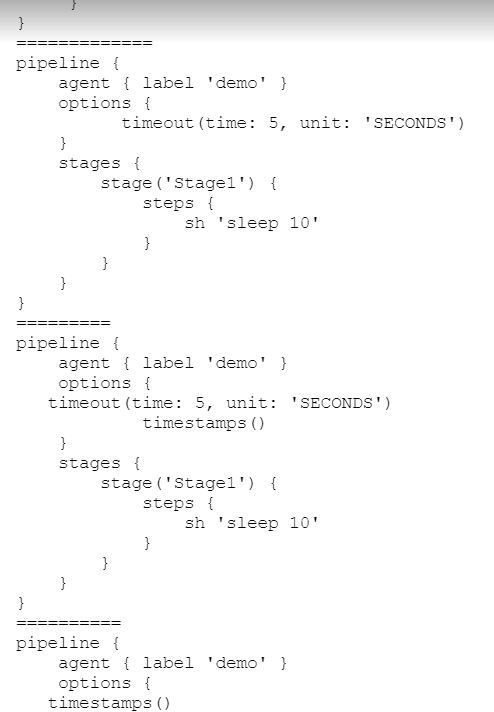 }
}
=============
pipeline {
    agent { label 'demo' }
    options {
          timeout(time: 5, unit: 'SECONDS')
    }
    stages {
        stage('Stage1') {
            steps {
                sh 'sleep 10'
            }
        }
    }
}
=========
pipeline {
    agent { label 'demo' }
    options {
   timeout(time: 5, unit: 'SECONDS')
            timestamps()
    }
    stages {
        stage('Stage1') {
            steps {
                sh 'sleep 10'
            }
        }
    }
}
==========
pipeline {
    agent { label 'demo' }
    options {
   timestamps()